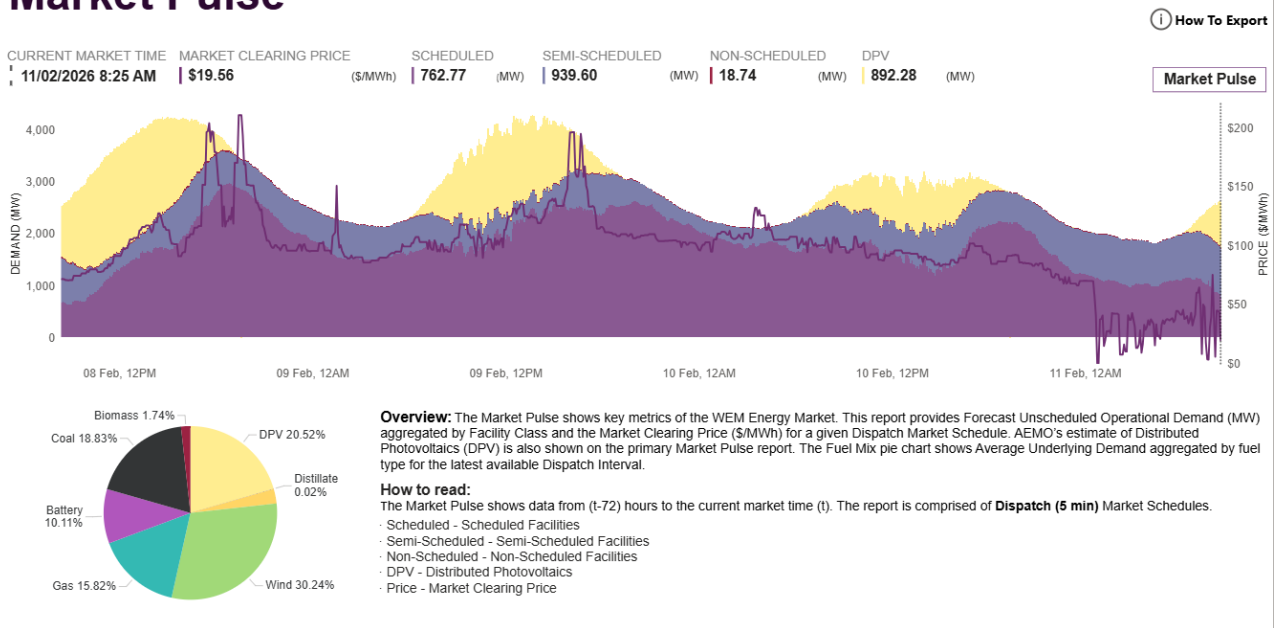 Market Pulse
How To Export
CURRENT MARKET TIME MARKET CLEARING PRICE SCHEDULED SEMI-SCHEDULED NON-SCHEDULED DPV
11/02/2026 8:25 AM $19.56 ($/MWh) 762.77 (MW) 939.60 (MW) 18.74 (MW) 892.28 (MW)
Market Pulse
DEMAND (MW)
4,000
3,000
2,000
1,000
0
$200
$150
$100
$50
$0
PRICE ($/MWh)
08 Feb, 12PM 09 Feb, 12AM 09 Feb, 12PM 10 Feb, 12AM 10 Feb, 12PM 11 Feb, 12AM
Biomass 1.74%
Coal 18.83%
DPV 20.52%
Distillate
0.02%
Battery
10.11%
Gas 15.82%
Wind 30.24%
Overview: The Market Pulse shows key metrics of the WEM Energy Market. This report provides Forecast Unscheduled Operational Demand (MW)
aggregated by Facility Class and the Market Clearing Price ($/MWh) for a given Dispatch Market Schedule. AEMO's estimate of Distributed
Photovoltaics (DPV) is also shown on the primary Market Pulse report. The Fuel Mix pie chart shows Average Underlying Demand aggregated by fuel
type for the latest available Dispatch Interval.
How to read:
The Market Pulse shows data from (t-72) hours to the current market time (t). The report is comprised of Dispatch (5 min) Market Schedules.
· Scheduled - Scheduled Facilities
· Semi-Scheduled - Semi-Scheduled Facilities
· Non-Scheduled - Non-Scheduled Facilities
· DPV - Distributed Photovoltaics
· Price - Market Clearing Price